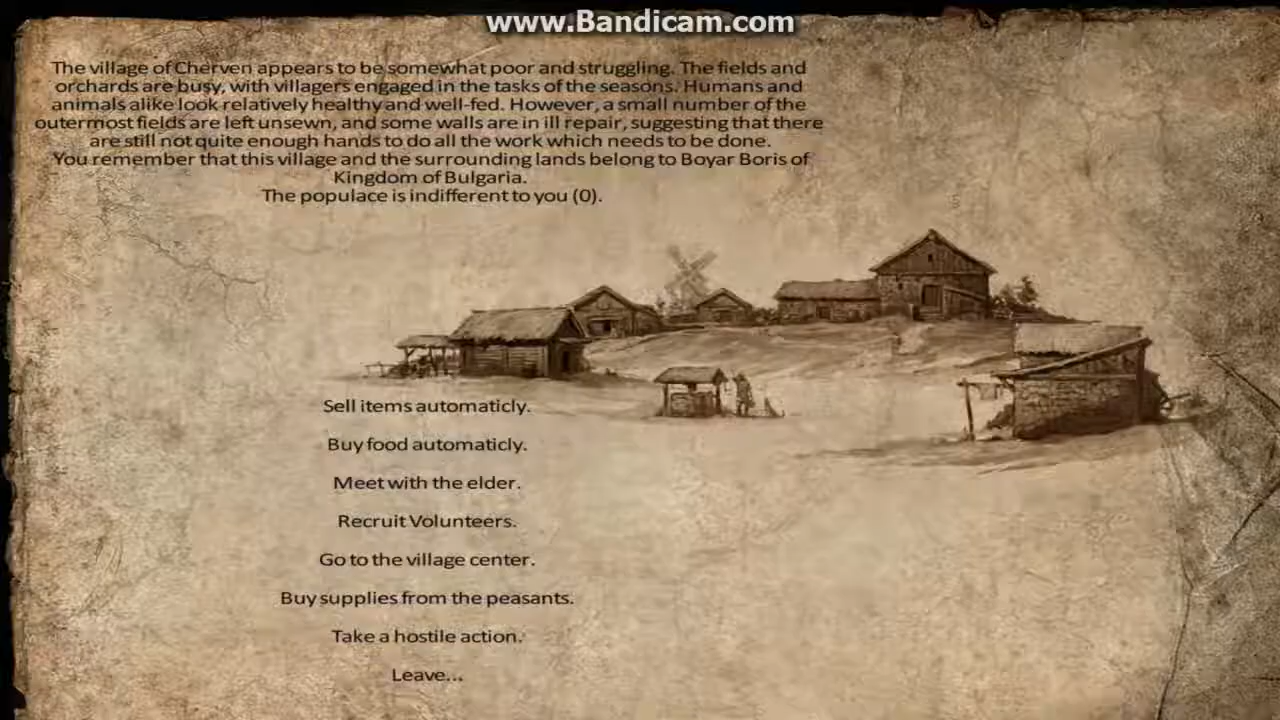 www.Bandicam.com
The village of Cherven appears to be somewhat poor and struggling. The fields and
orchards are busy, with villagers engaged in the tasks of the seasons. Humans and
animals alike look relatively healthy and well-fed. However, a small number of the
outermost fields are left unsewn, and some walls are in ill repair, suggesting that there
are still not quite enough hands to do all the work which needs to be done.
You remember that this village and the surrounding lands belong to Boyar Boris of
Kingdom of Bulgaria.
The populace is indifferent to you (0).
Sell items automaticly.
Buy food automaticly.
Meet with the elder.
Recruit Volunteers.
Go to the village center.
Buy supplies from the peasants.
Take a hostile action.
Leave...